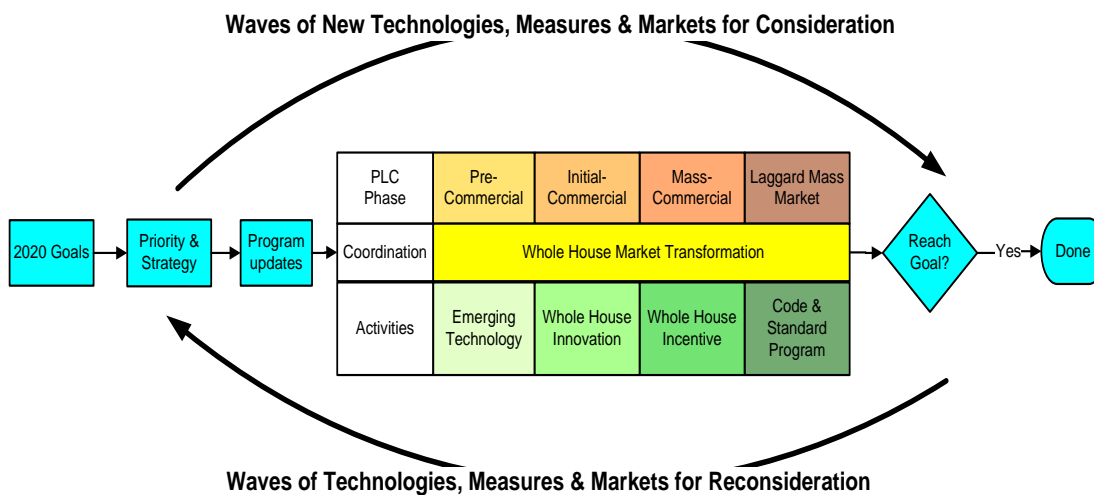 Waves of New Technologies, Measures & Markets for Consideration
PLC
Phase
Pre-
Commercial
Initial-
Commercial
Mass-
Commercial
Laggard Mass
Market
2020 Goals
Priority &
Strategy
Program
updates
Coordination
Whole House Market Transformation
Reach
Goal?
Yes
Done
Activities
Emerging
Technology
Whole House
Innovation
Whole House
Incentive
Code &
Standard
Program
Waves of Technologies, Measures & Markets for Reconsideration